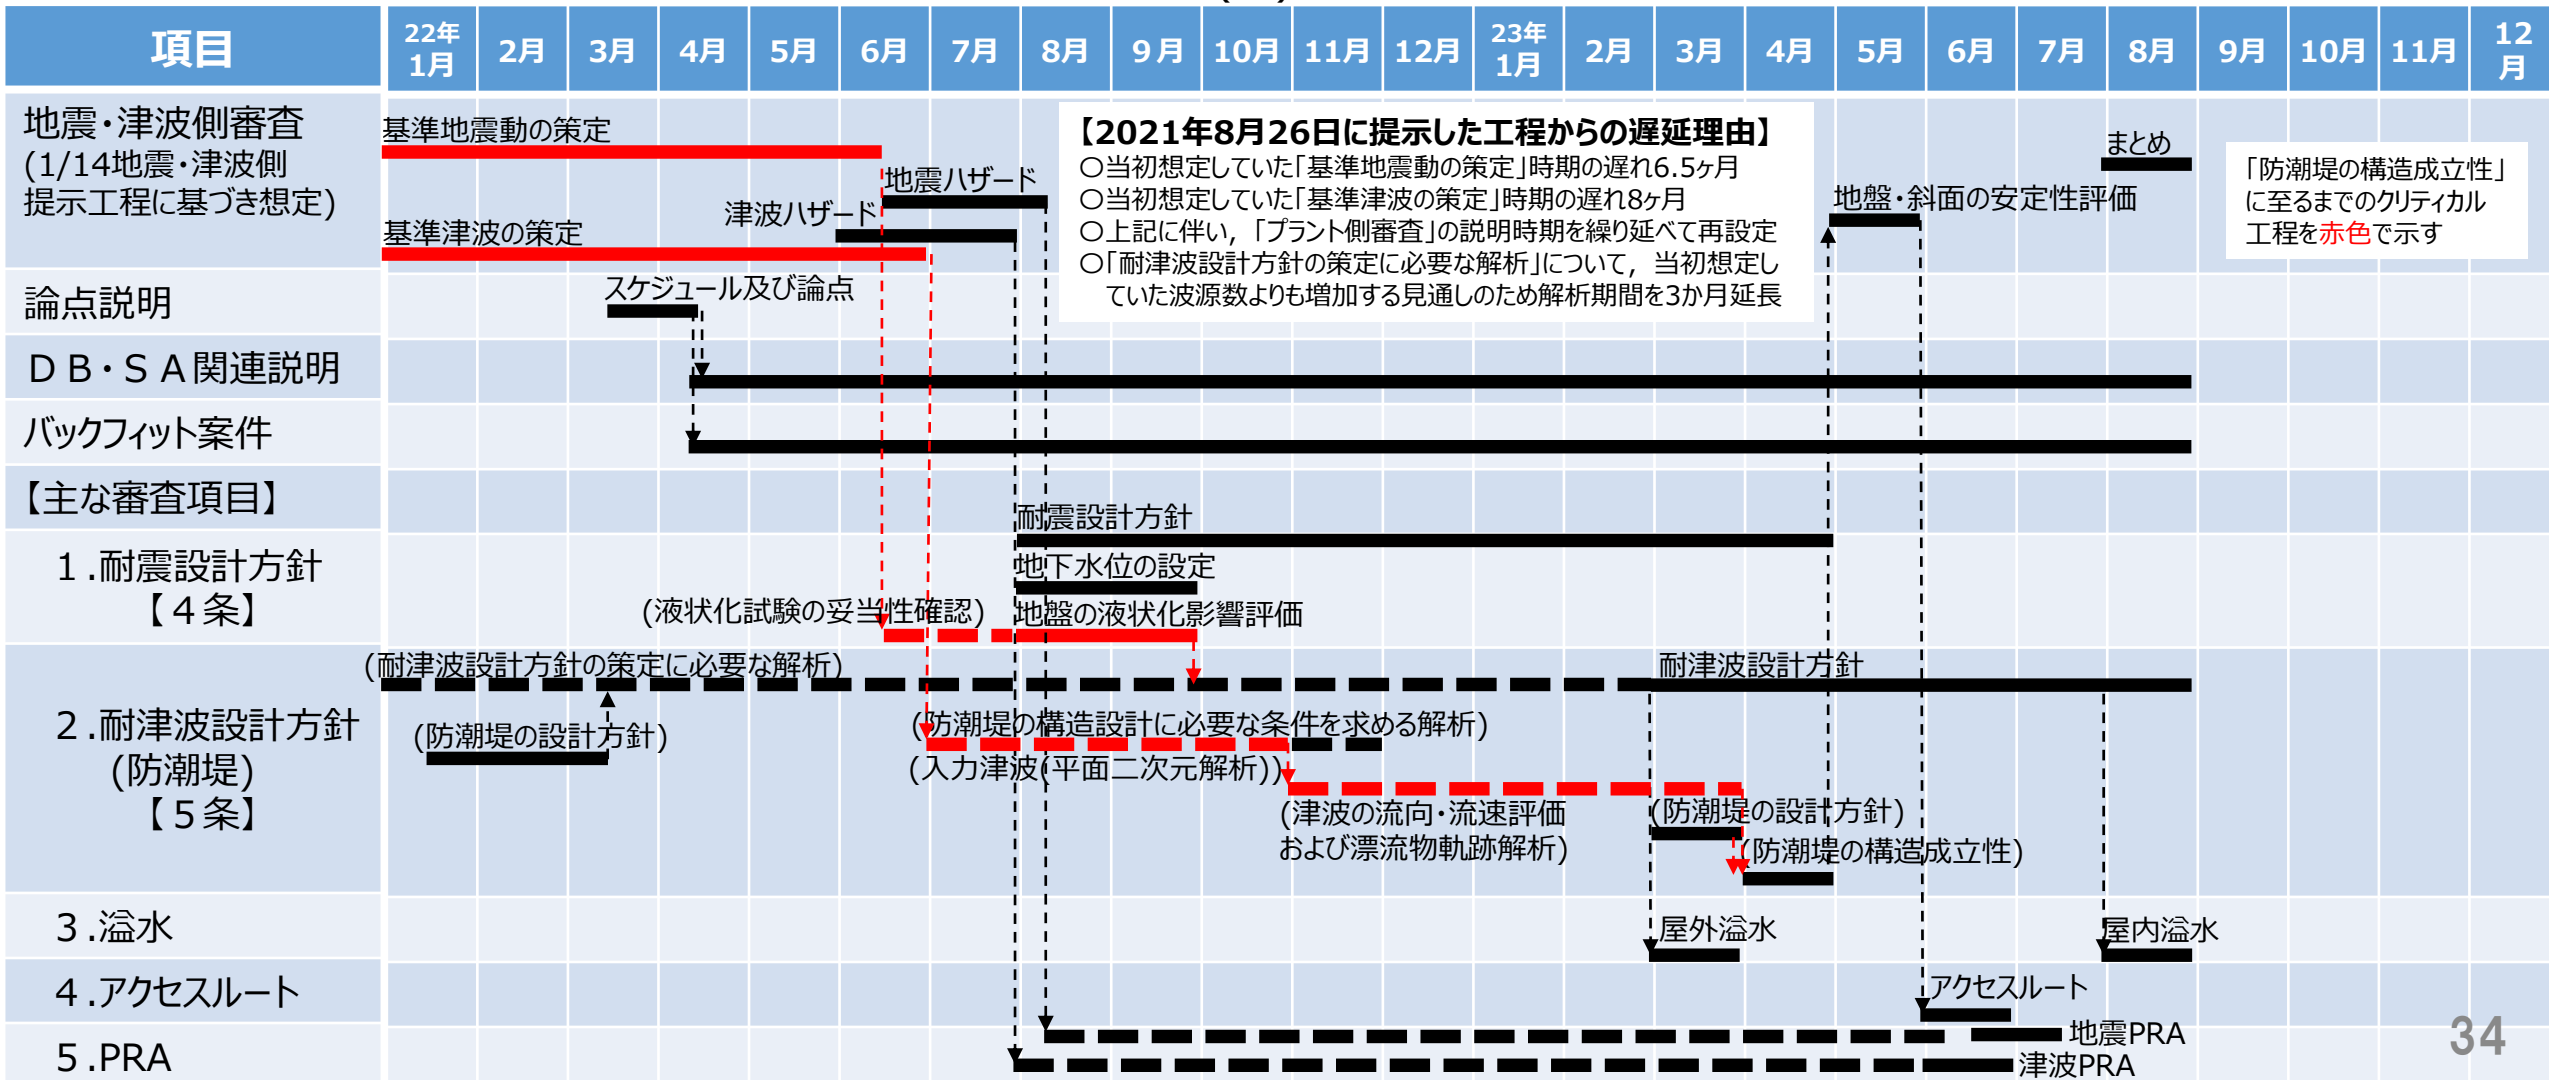 項目
22年
1月
2月
3月
4月
5月
6月
7月
8月
9月
10月
11月
12月
23年
1月
2月
3月
4月
5月
6月
7月
8月
9月
10月
11月
12
月
地震・津波側審査
(1/14地震・津波側
提示工程に基づき想定)
基準地震動の策定
地震ハザード
津波ハザード
基準津波の策定
【2021年8月26日に提示した工程からの遅延理由】
○当初想定していた「基準地震動の策定」時期の遅れ6.5ヶ月
○当初想定していた「基準津波の策定」時期の遅れ8ヶ月
○上記に伴い,「プラント側審査」の説明時期を繰り延べて再設定
○「耐津波設計方針の策定に必要な解析」について,当初想定し
ていた波源数よりも増加する見通しのため解析期間を3か月延長
地盤・斜面の安定性評価
まとめ
「防潮堤の構造成立性」
に至るまでのクリティカル
工程を赤色で示す
論点説明
スケジュール及び論点
DB・SA関連説明
バックフィット案件
【主な審査項目】
1.耐震設計方針
【4条】
耐震設計方針
地下水位の設定
(液状化試験の妥当性確認)
地盤の液状化影響評価
2.耐津波設計方針
(防潮堤)
【5条】
(耐津波設計方針の策定に必要な解析)
耐津波設計方針
(防潮堤の設計方針)
(防潮堤の構造設計に必要な条件を求める解析)
(入力津波(平面二次元解析))
(津波の流向・流速評価
および漂流物軌跡解析)
(防潮堤の設計方針)
(防潮堤の構造成立性)
3.溢水
屋外溢水
屋内溢水
4.アクセスルート
アクセスルート
5.PRA
地震PRA
津波PRA
34